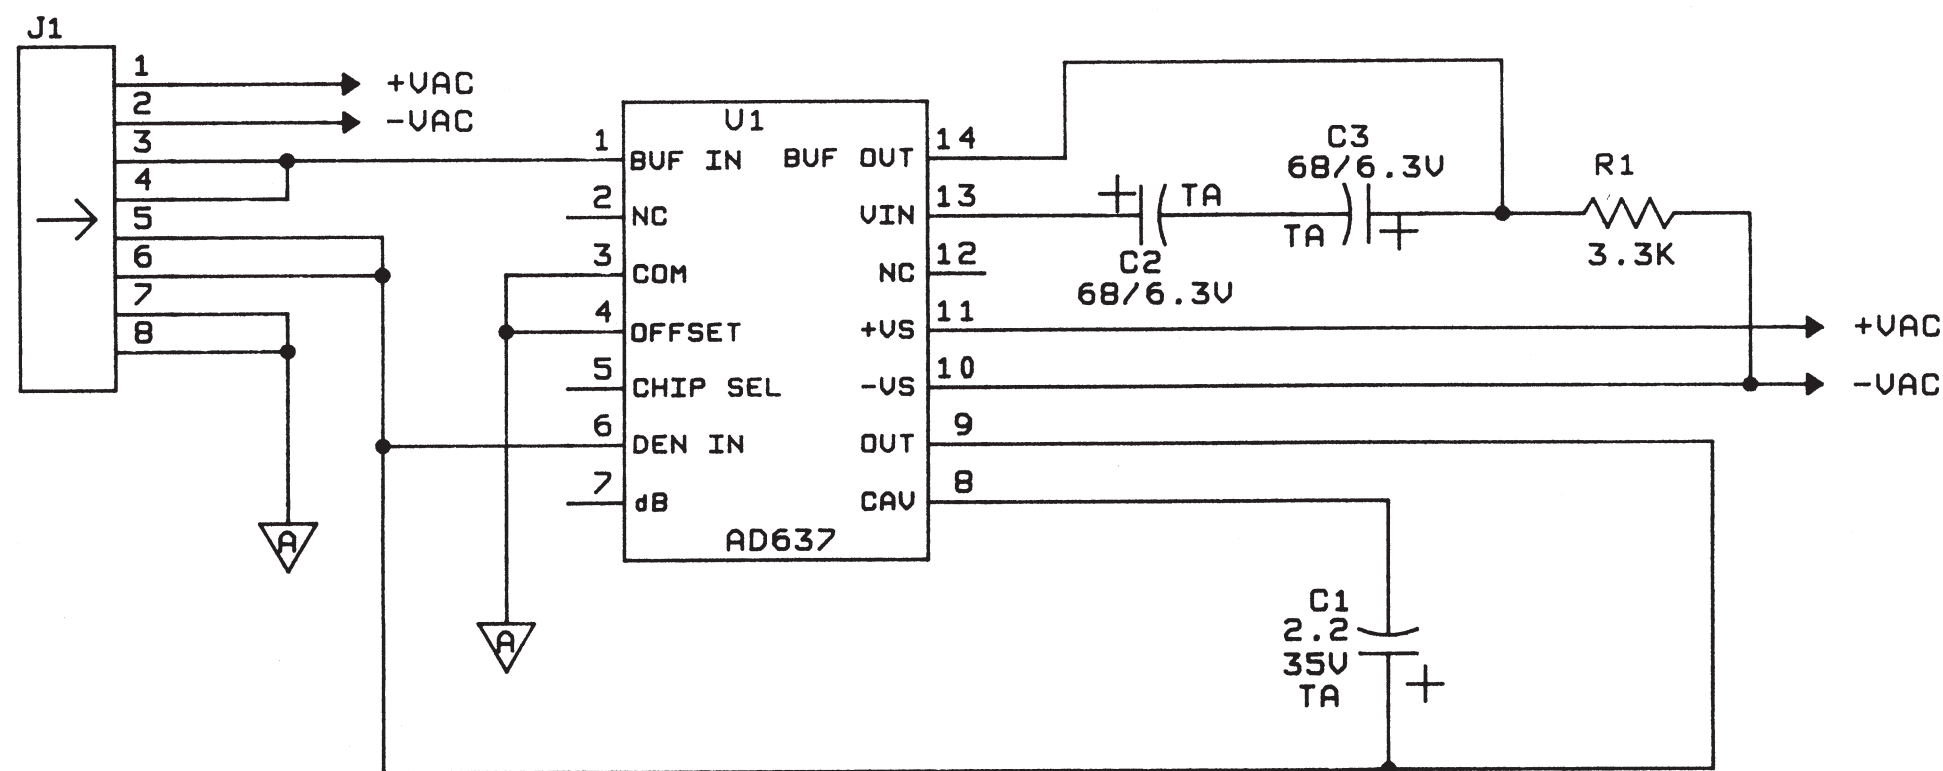 J1
1
+VAC
2
-VAC
3
4
5
6
7
8
A
U1
1
BUF IN
BUF OUT
14
2
NC
VIN
13
3
COM
NC
12
4
OFFSET
+VS
11
5
CHIP SEL
-VS
10
6
DEN IN
OUT
9
7
dB
CAV
8
AD637
A
+
TA
C2
68/6.3V
C3
68/6.3V
TA
+
R1
3.3K
+VAC
-VAC
C1
2.2
35V
TA
+